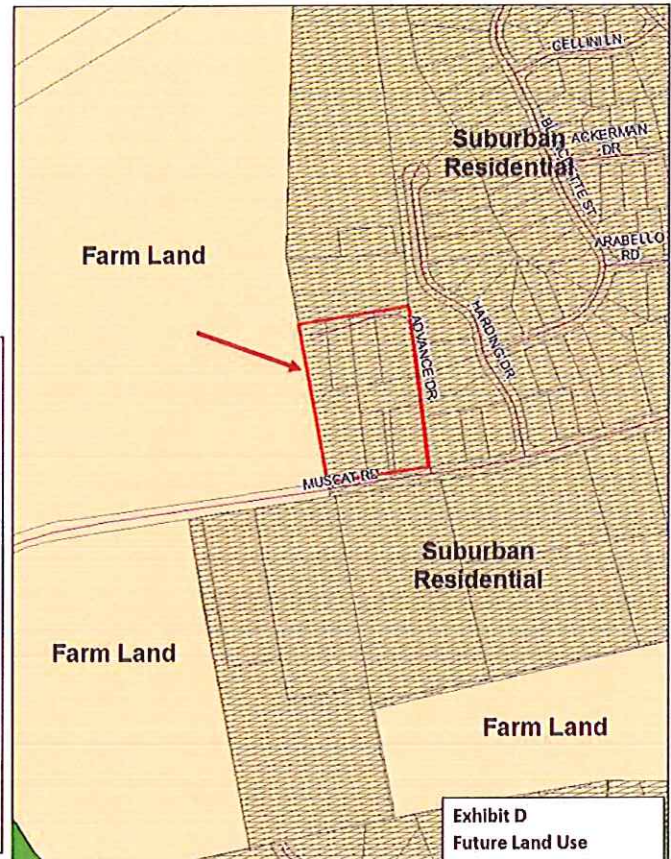 CELLINI LN
Suburban
Residential
ACKERMAN
DR
ARABELLO
RD
Farm Land
ADVANCE DR
HARDING DR
MUSCAT RD
Suburban
Residential
Farm Land
Farm Land
Exhibit D
Future Land Use